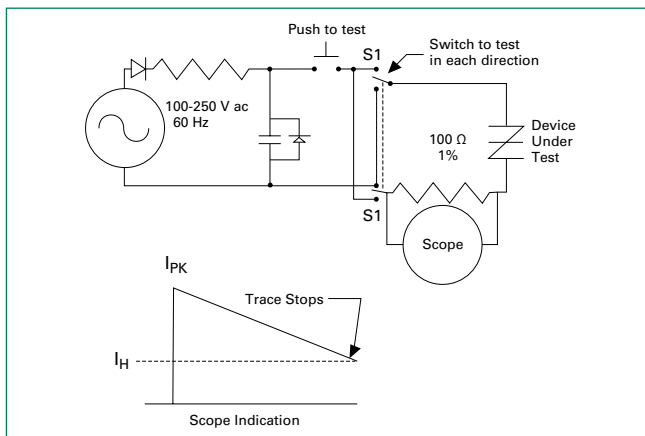 Push to test
S1
Switch to test
in each direction
100-250 V ac
60 Hz
100 Ω
1%
Device
Under
Test
S1
Scope
IPK
Trace Stops
IH
Scope Indication